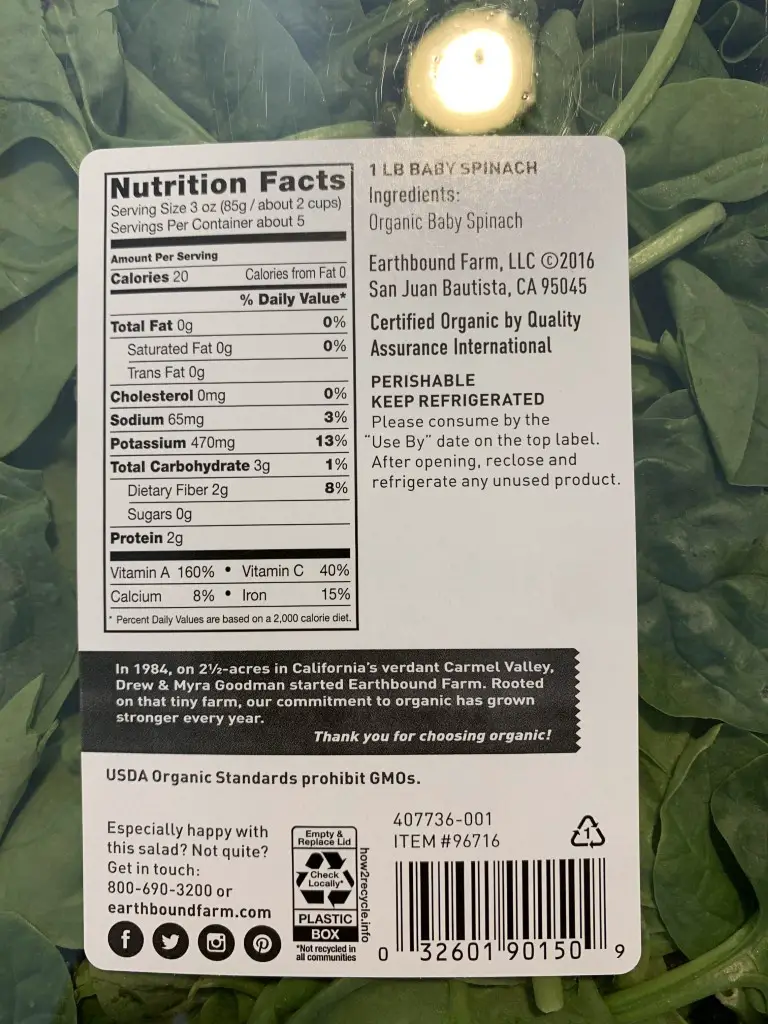 Nutrition Facts
Serving Size 3 oz (85g / about 2 cups)
Servings Per Container about 5
Amount Per Serving
Calories 20 Calories from Fat 0
% Daily Value*
Total Fat 0g 0%
Saturated Fat 0g 0%
Trans Fat 0g
Cholesterol 0mg 0%
Sodium 65mg 3%
Potassium 470mg 13%
Total Carbohydrate 3g 1%
Dietary Fiber 2g 8%
Sugars 0g
Protein 2g
Vitamin A 160% • Vitamin C 40%
Calcium 8% • Iron 15%
* Percent Daily Values are based on a 2,000 calorie diet.
1 LB BABY SPINACH
Ingredients:
Organic Baby Spinach
Earthbound Farm, LLC ©2016
San Juan Bautista, CA 95045
Certified Organic by Quality
Assurance International
PERISHABLE
KEEP REFRIGERATED
Please consume by the
"Use By" date on the top label.
After opening, reclose and
refrigerate any unused product.
In 1984, on 2½-acres in California's verdant Carmel Valley,
Drew & Myra Goodman started Earthbound Farm. Rooted
on that tiny farm, our commitment to organic has grown
stronger every year.
Thank you for choosing organic!
USDA Organic Standards prohibit GMOs.
Especially happy with
this salad? Not quite?
Get in touch:
800-690-3200 or
earthboundfarm.com
Empty &
Replace Lid
Check
Locally*
PLASTIC
BOX
*Not recycled in
all communities
how2recycle.info
407736-001
ITEM #96716
1
0 32601 90150 9